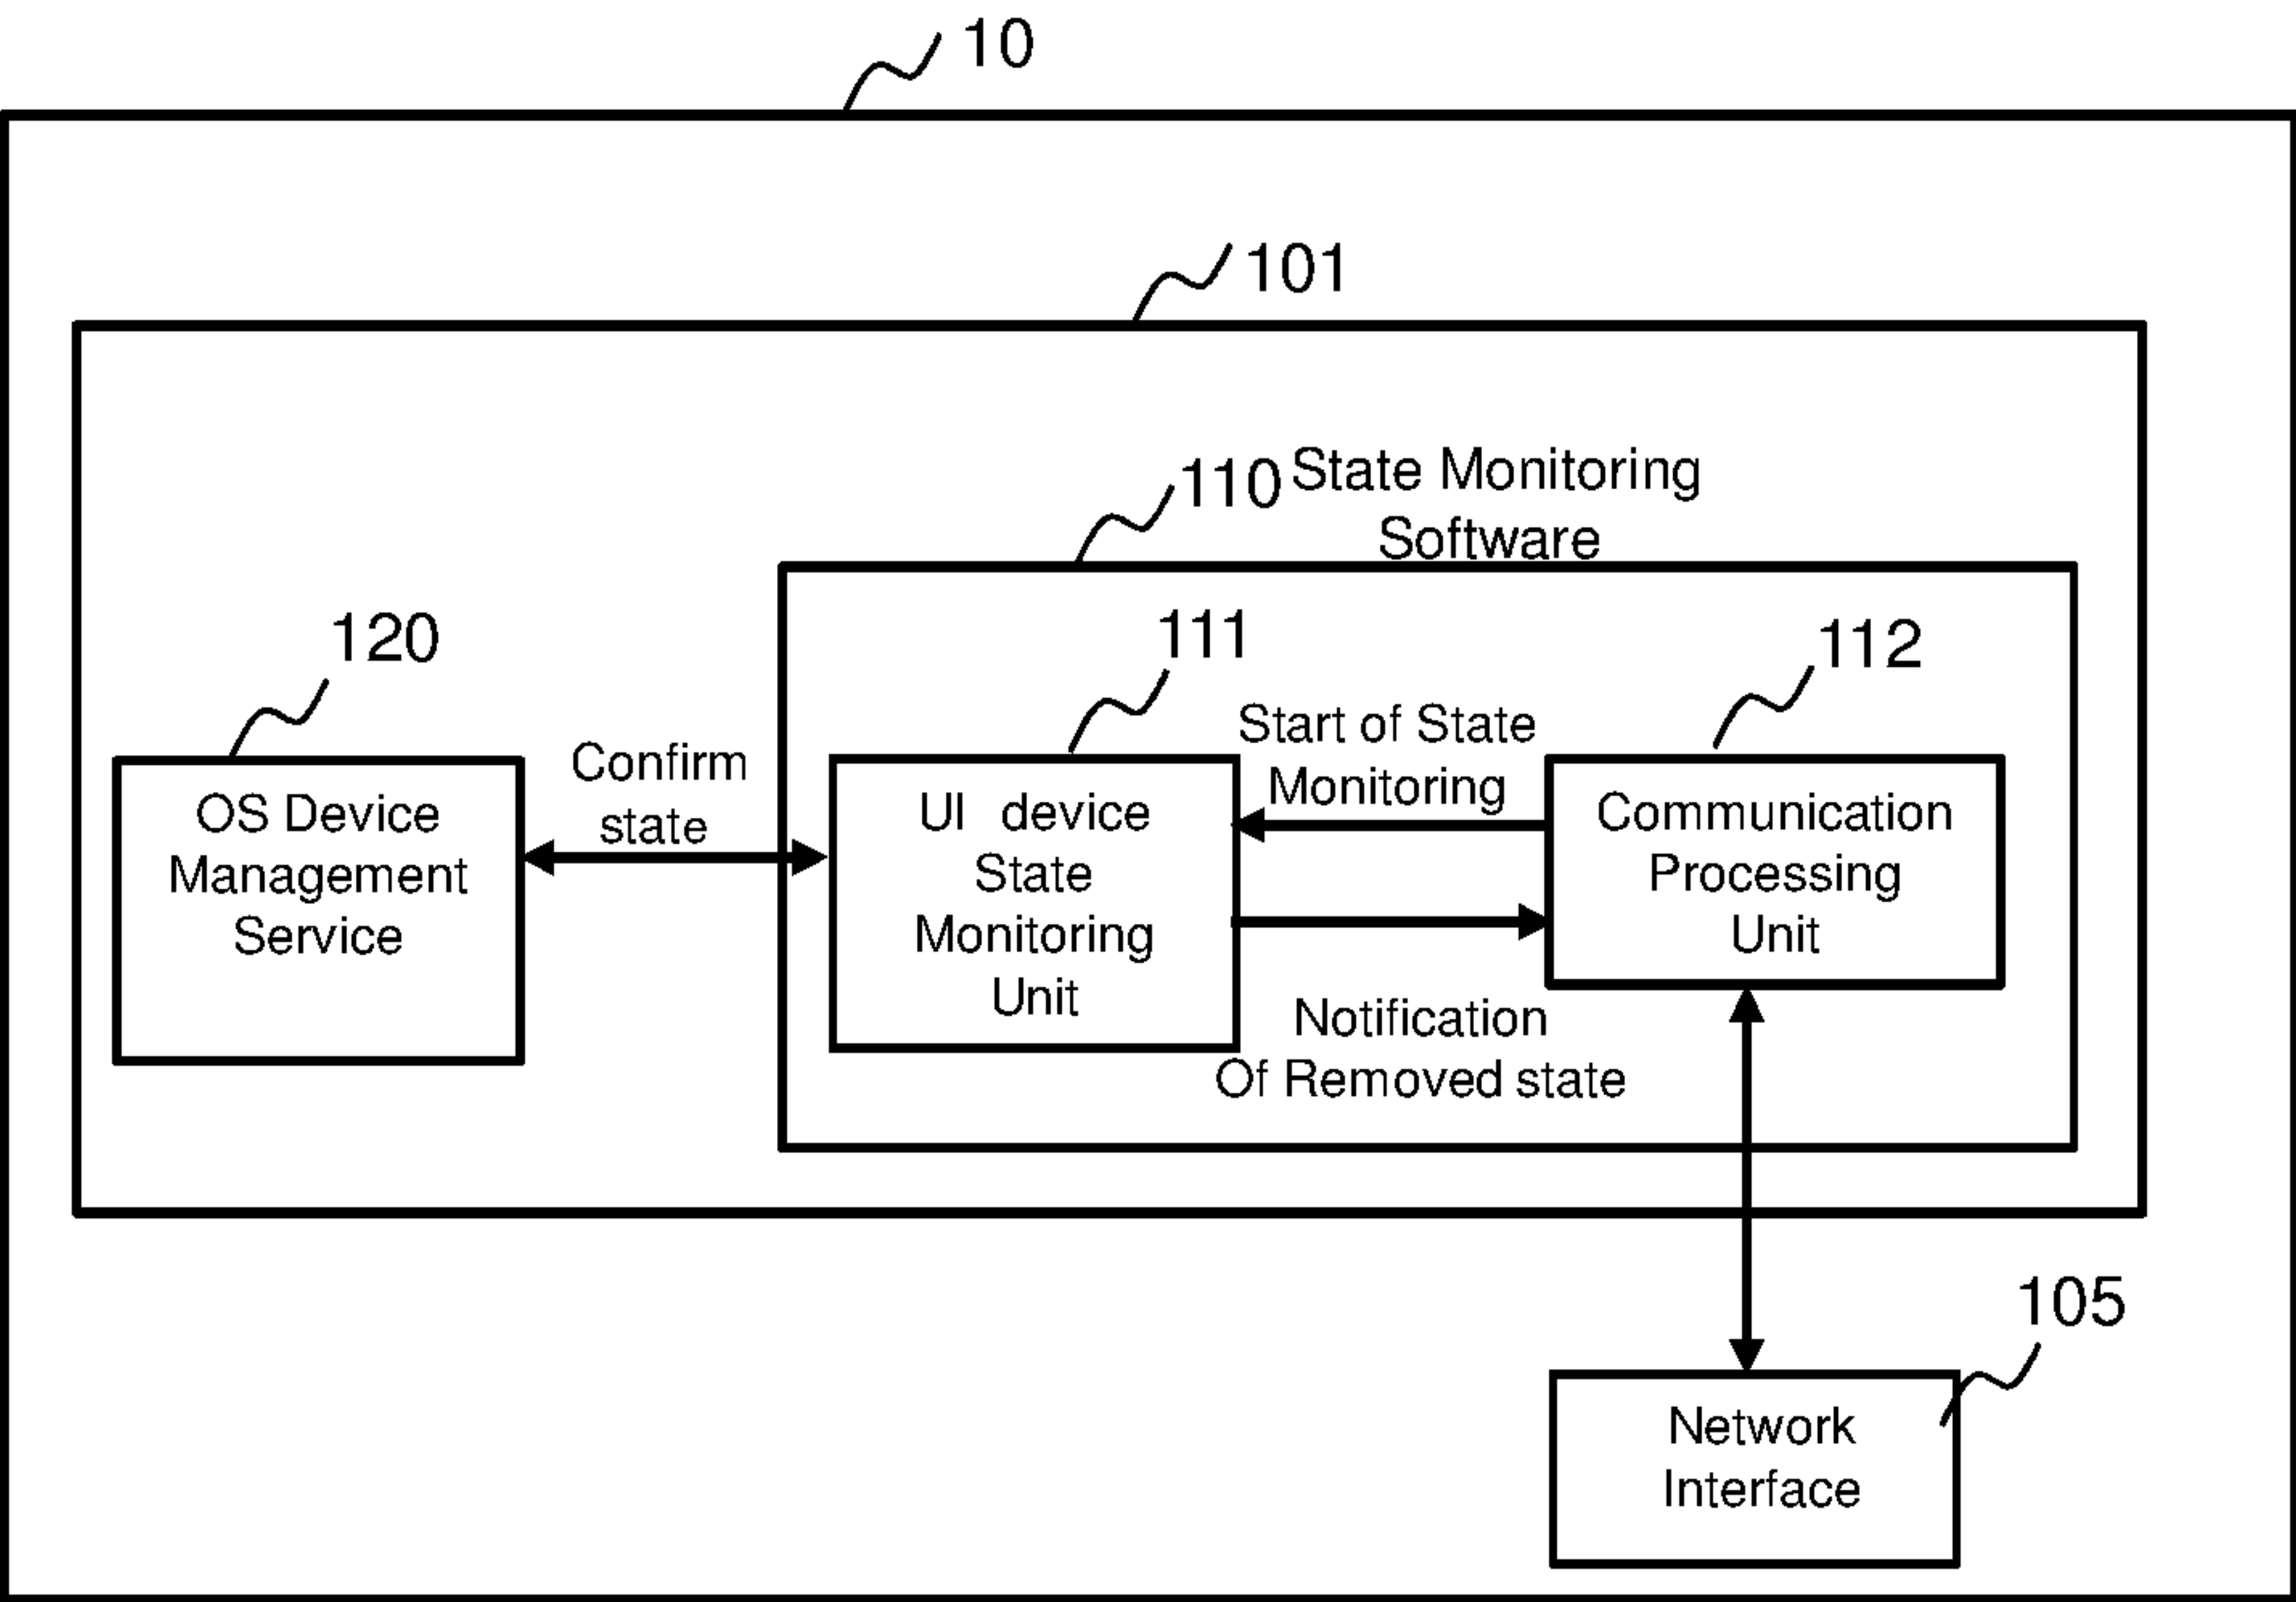 10
101
110
State Monitoring
Software
120
111
112
Confirm
state
Start of State
Monitoring
OS Device
Management
Service
UI device
State
Monitoring
Unit
Communication
Processing
Unit
Notification
Of Removed state
105
Network
Interface